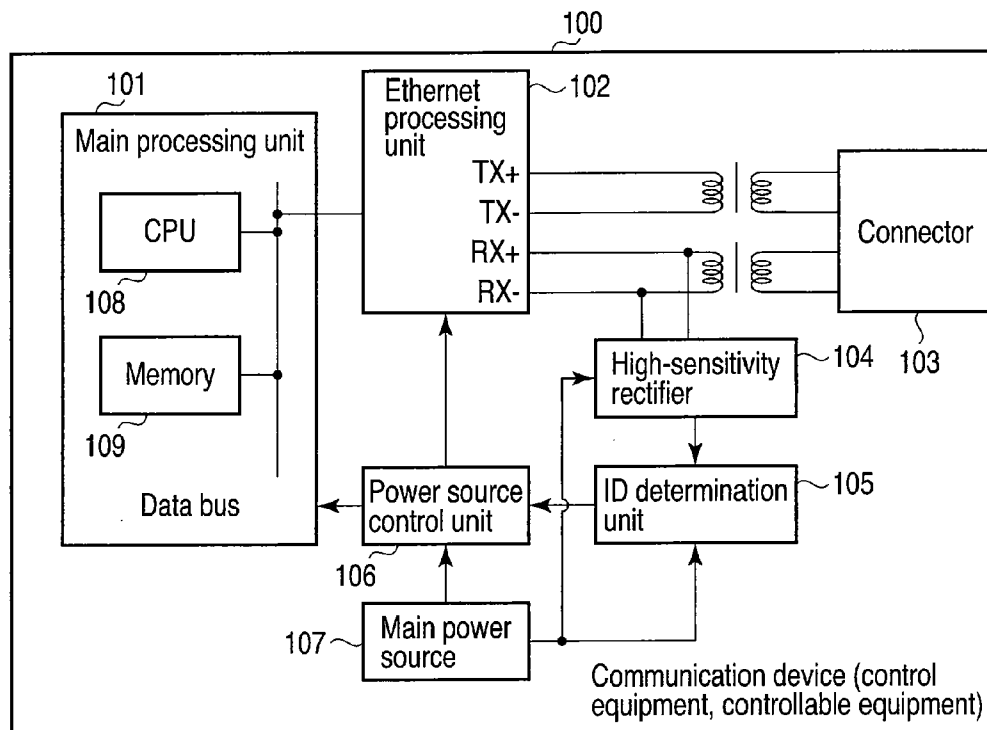 100
101
Main processing unit
CPU
108
Memory
109
Data bus
Ethernet
processing
unit
102
TX+
TX-
RX+
RX-
Connector
103
High-sensitivity
rectifier
104
ID determination
unit
105
Power source
control unit
106
Main power
source
107
Communication device (control
equipment, controllable equipment)